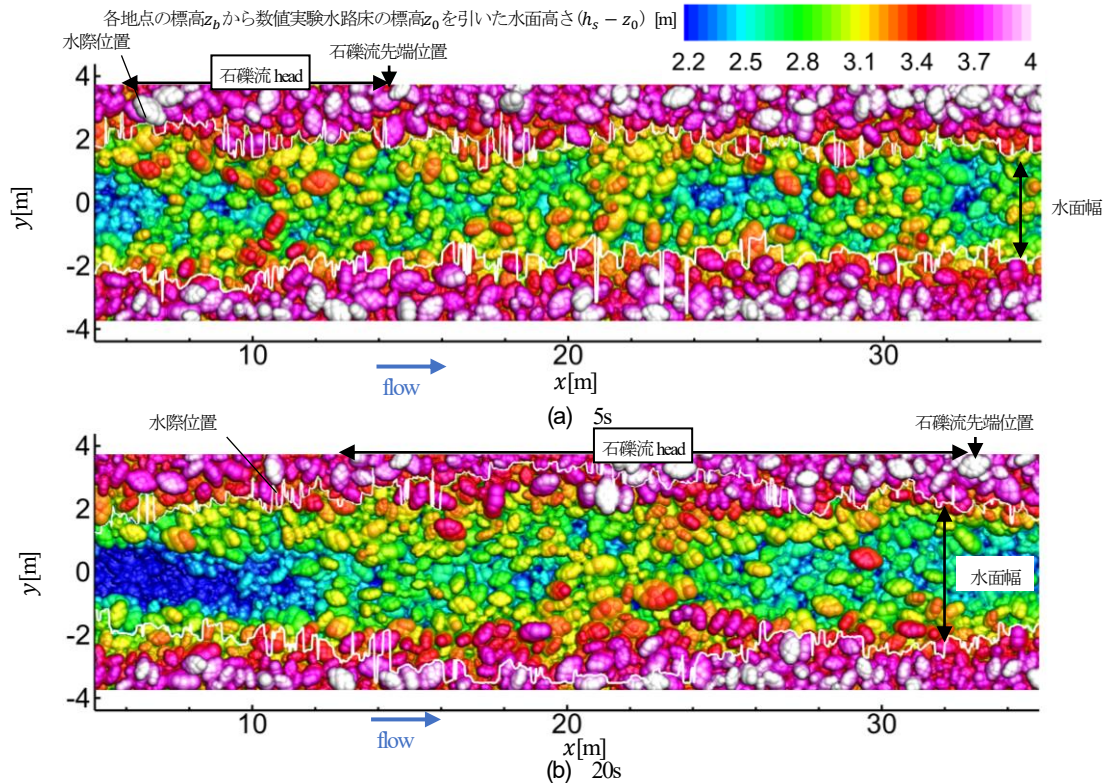 各地点の標高z_bから数値実験水路床の標高z_0を引いた水面高さ(h_s − z_0) [m]
2.2 2.5 2.8 3.1 3.4 3.7 4
水際位置
石礫流 head
石礫流先端位置
4
2
0
-2
-4
y[m]
水面幅
10 20 30
flow
x[m]
(a) 5s
水際位置
石礫流 head
石礫流先端位置
4
2
0
-2
-4
y[m]
水面幅
10 20 30
flow
x[m]
(b) 20s